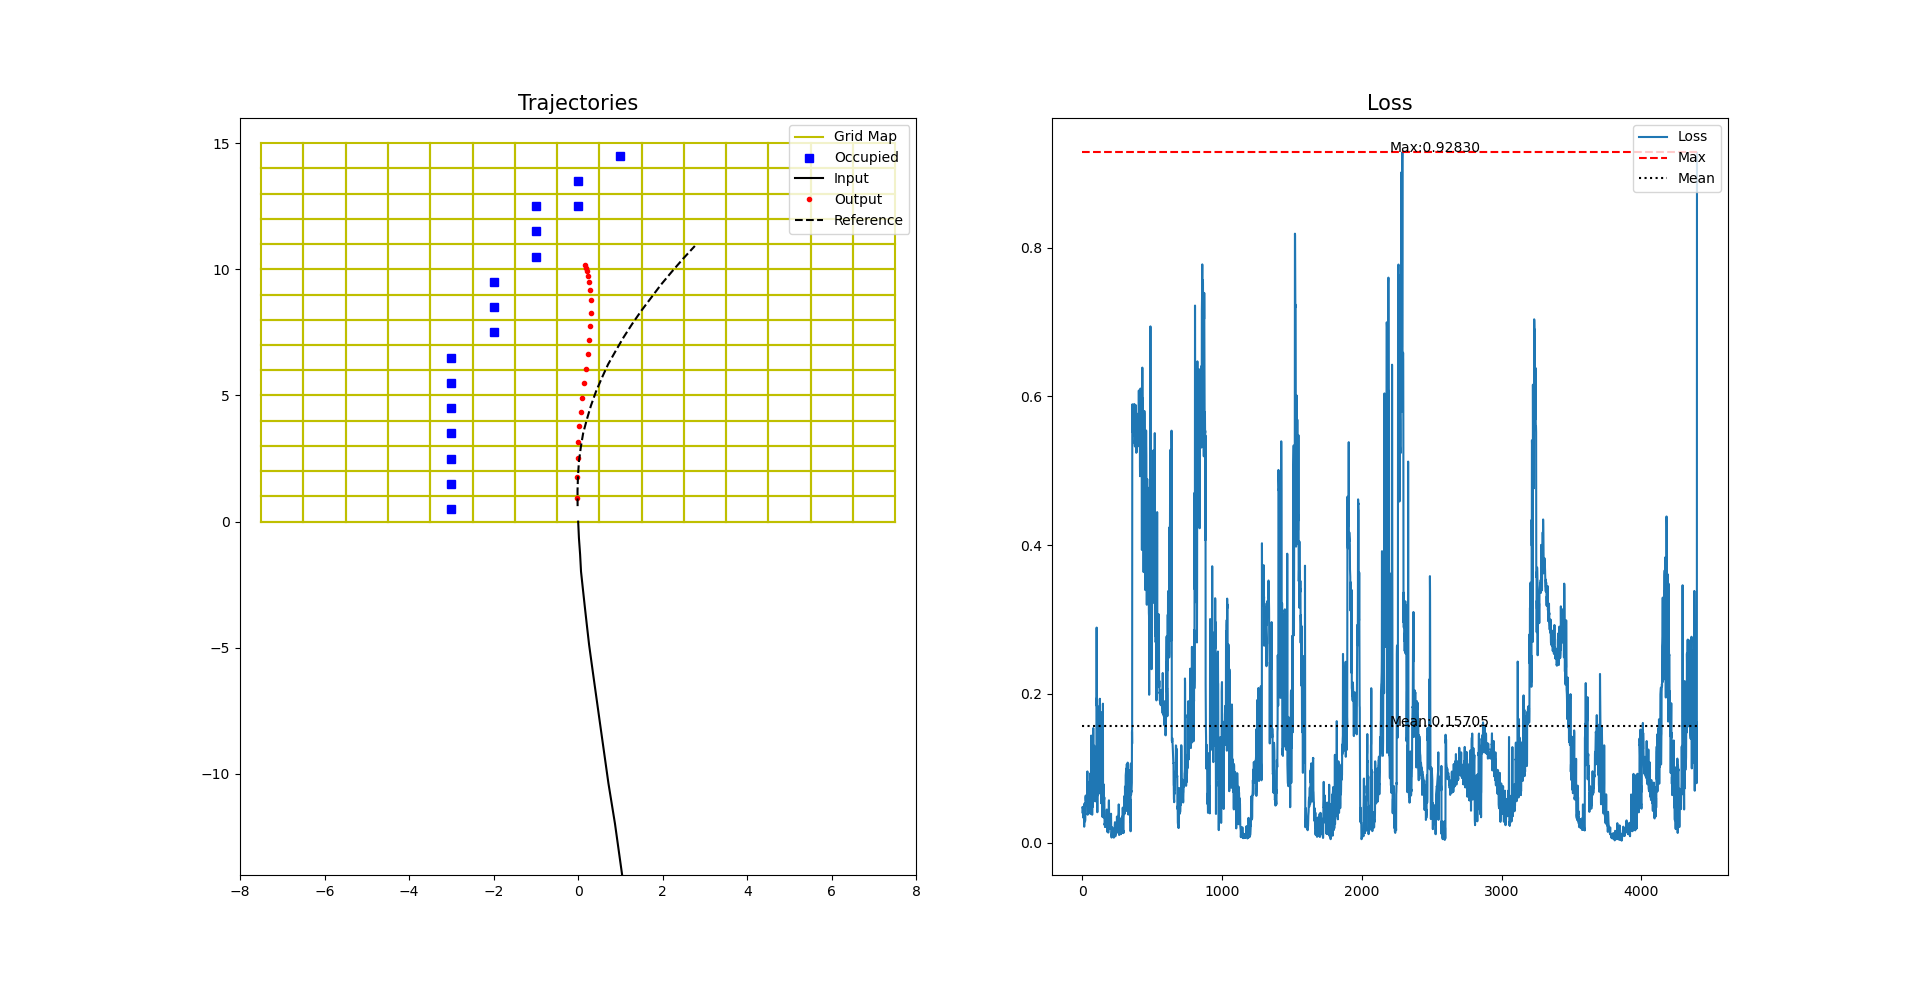 Trajectories
15
10
5
0
−5
−10
−8
−6
−4
−2
0
2
4
6
8
Grid Map
Occupied
Input
Output
Reference
Loss
0.8
0.6
0.4
0.2
0.0
0
1000
2000
3000
4000
Max:0.92830
Mean:0.15705
Loss
Max
Mean